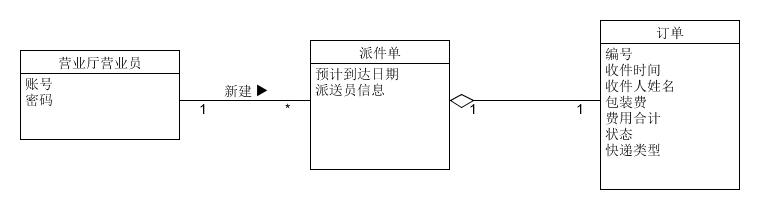 营业厅营业员
账号
密码
新建 ▶
1
*
派件单
预计到达日期
派送员信息
1
1
订单
编号
收件时间
收件人姓名
包装费
费用合计
状态
快递类型